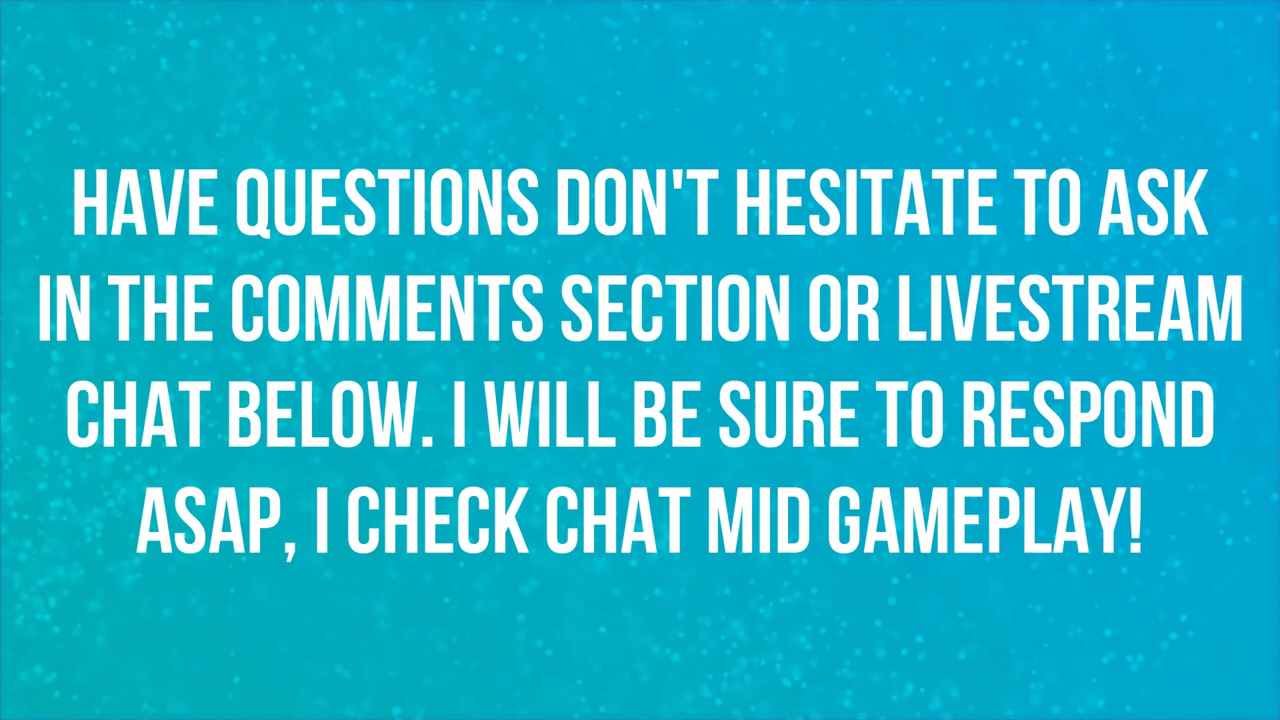 HAVE QUESTIONS DON'T HESITATE TO ASK
IN THE COMMENTS SECTION OR LIVESTREAM
CHAT BELOW. I WILL BE SURE TO RESPOND
ASAP, I CHECK CHAT MID GAMEPLAY!